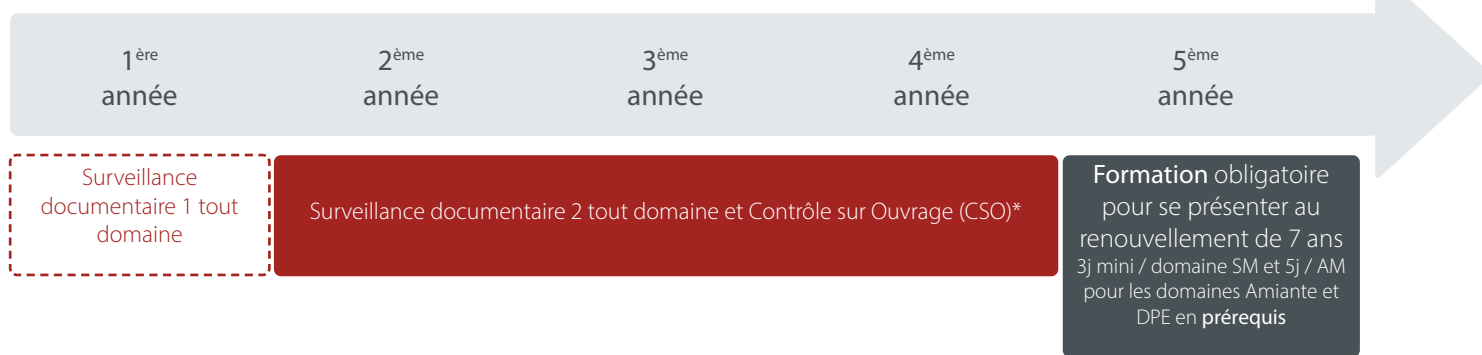 1ère
année
2ème
année
3ème
année
4ème
année
5ème
année
Surveillance
documentaire 1 tout
domaine
Surveillance documentaire 2 tout domaine et Contrôle sur Ouvrage (CSO)*
Formation obligatoire
pour se présenter au
renouvellement de 7 ans
3j mini / domaine SM et 5j / AM
pour les domaines Amiante et
DPE en prérequis